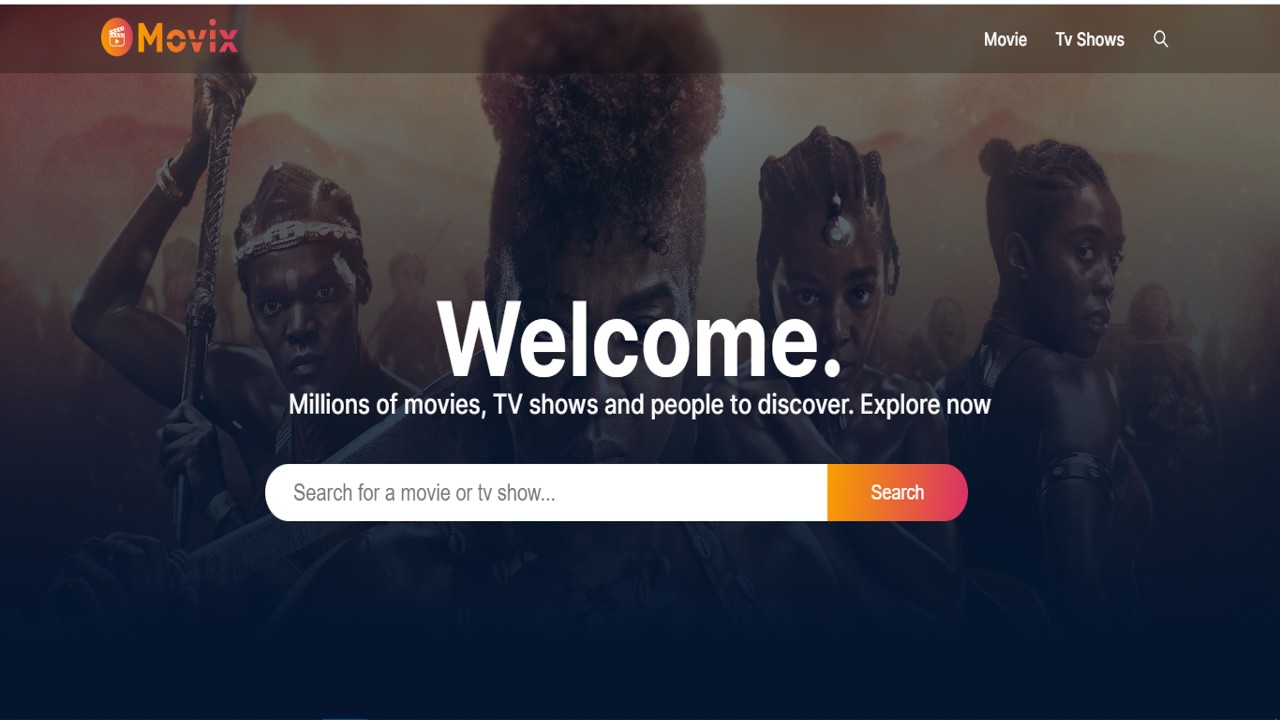 Movix
Movie
Tv Shows
Welcome.
Millions of movies, TV shows and people to discover. Explore now
Search for a movie or tv show...
Search